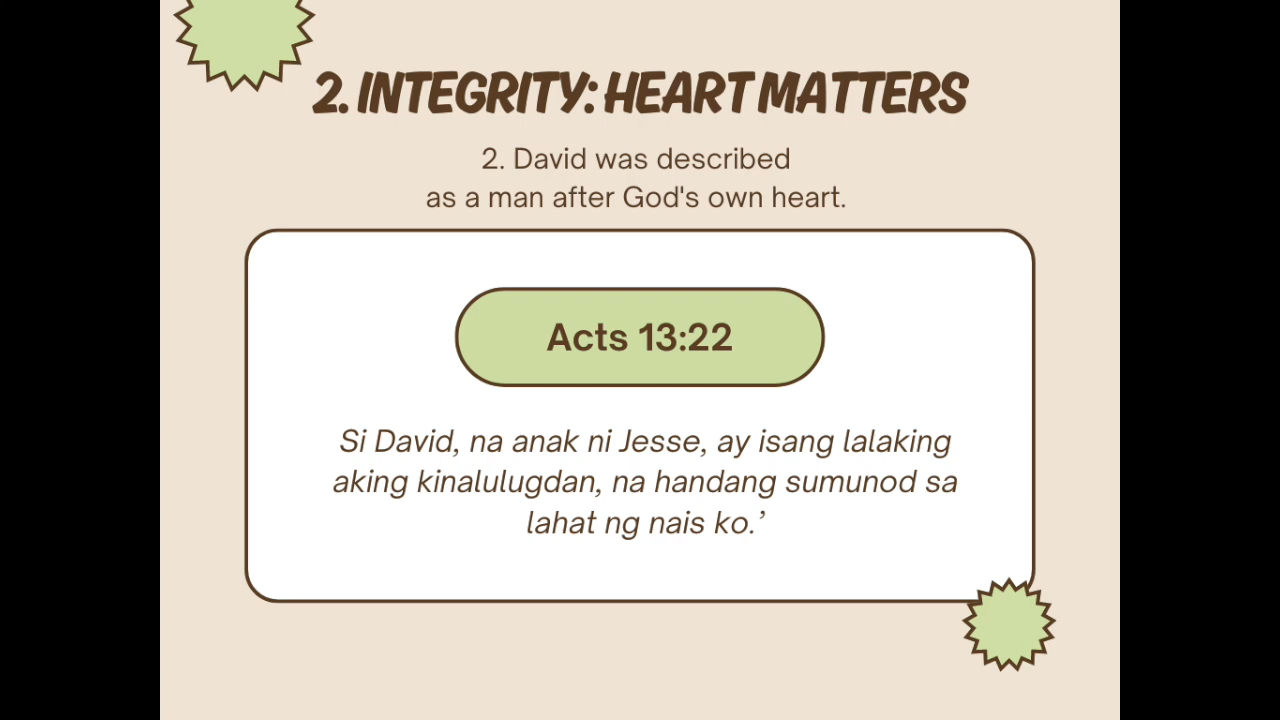 2. INTEGRITY: HEART MATTERS
2. David was described
as a man after God's own heart.
Acts 13:22
Si David, na anak ni Jesse, ay isang lalaking
aking kinalulugdan, na handang sumunod sa
lahat ng nais ko.’